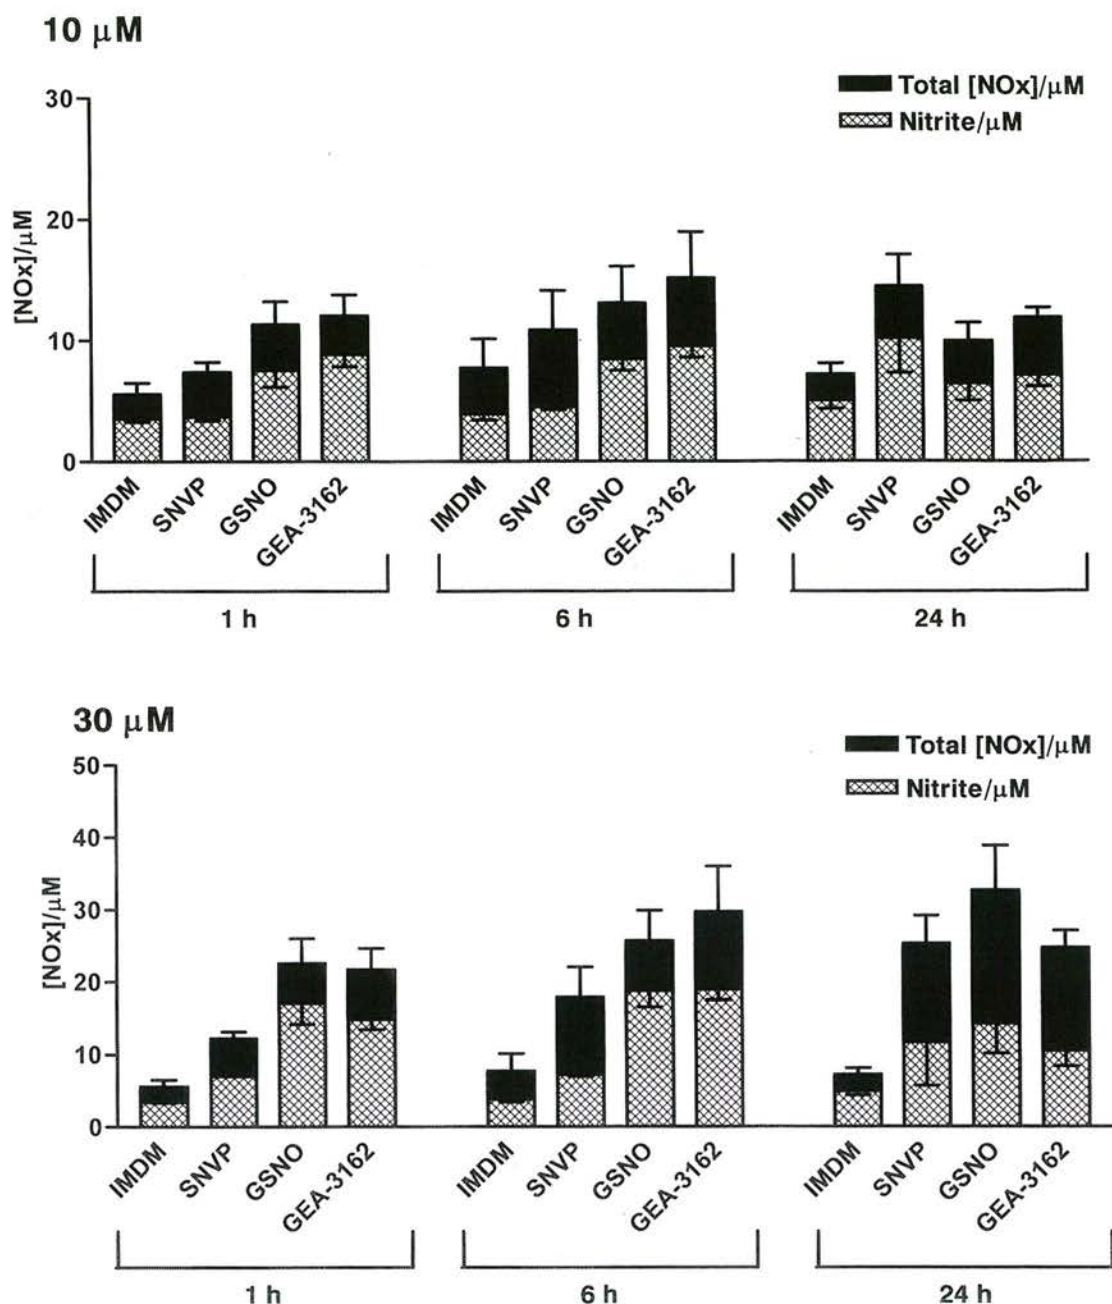 10 μM
Total [NOx]/μM
Nitrite/μM
30
20
10
0
[NOx]/μM
IMDM
SNVP
GSNO
GEA-3162
IMDM
SNVP
GSNO
GEA-3162
IMDM
SNVP
GSNO
GEA-3162
1 h
6 h
24 h
30 μM
Total [NOx]/μM
Nitrite/μM
50
40
30
20
10
0
[NOx]/μM
IMDM
SNVP
GSNO
GEA-3162
IMDM
SNVP
GSNO
GEA-3162
IMDM
SNVP
GSNO
GEA-3162
1 h
6 h
24 h